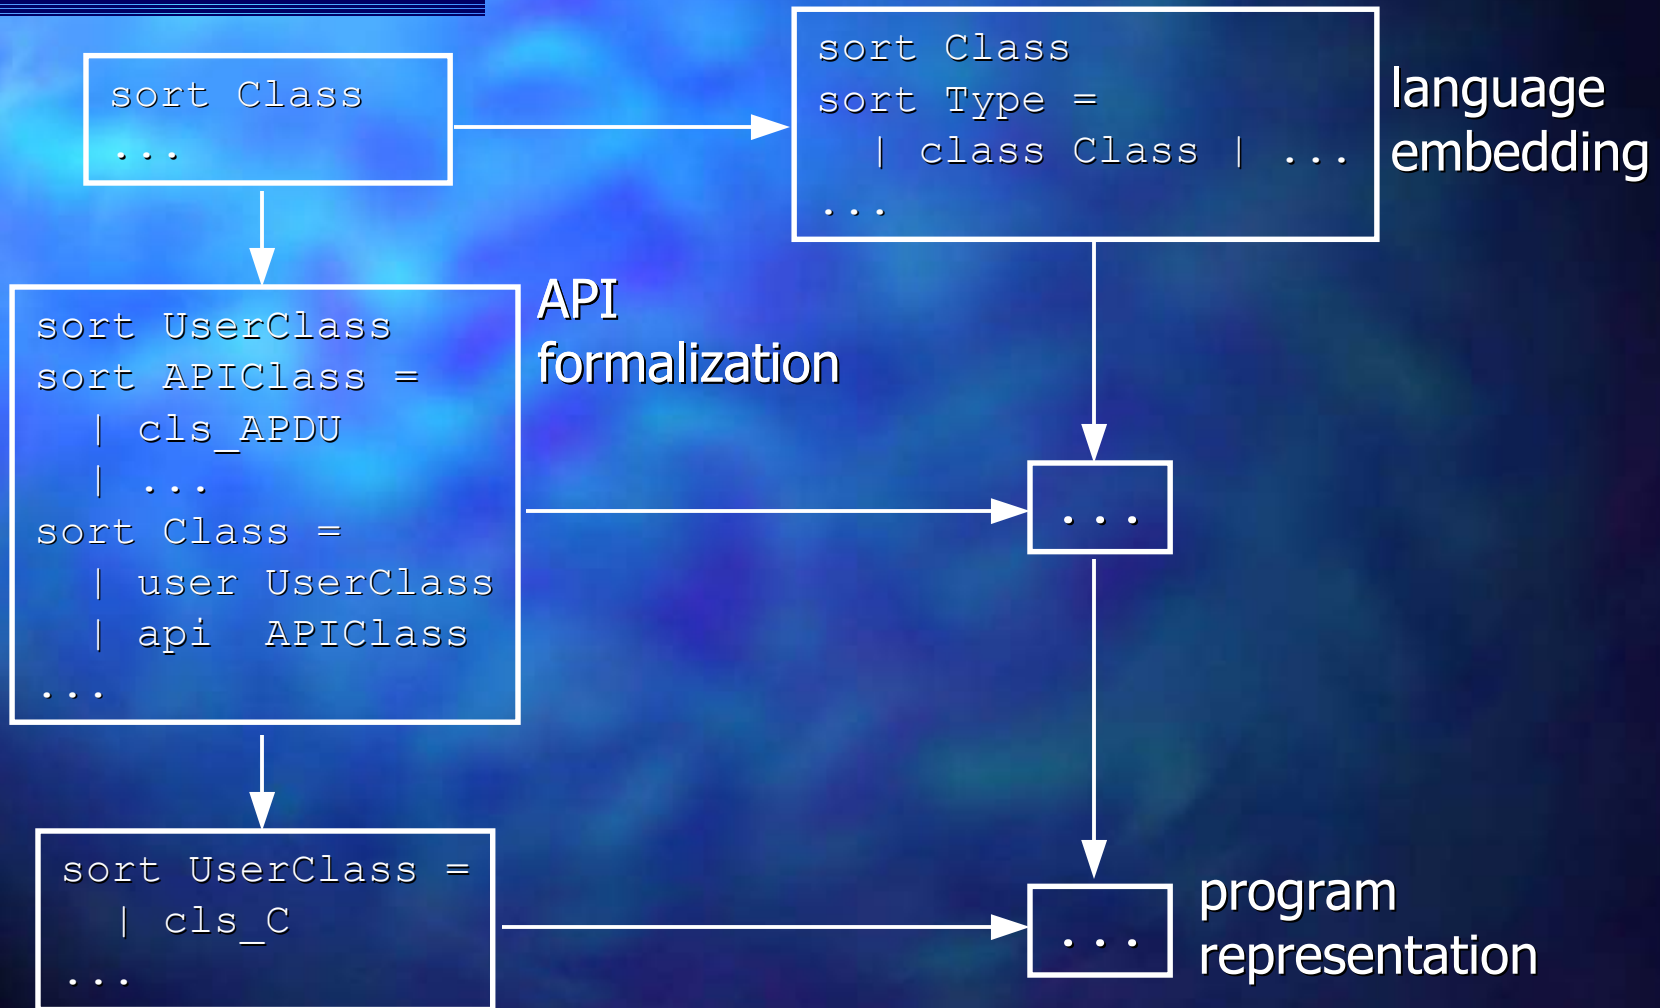 sort Class
...
sort Class
sort Type =
| class Class | ...
...
language
embedding
sort UserClass
sort APIClass =
| cls_APDU
| ...
sort Class =
| user UserClass
| api  APIClass
...
API
formalization
...
sort UserClass =
| cls_C
...
...
program
representation